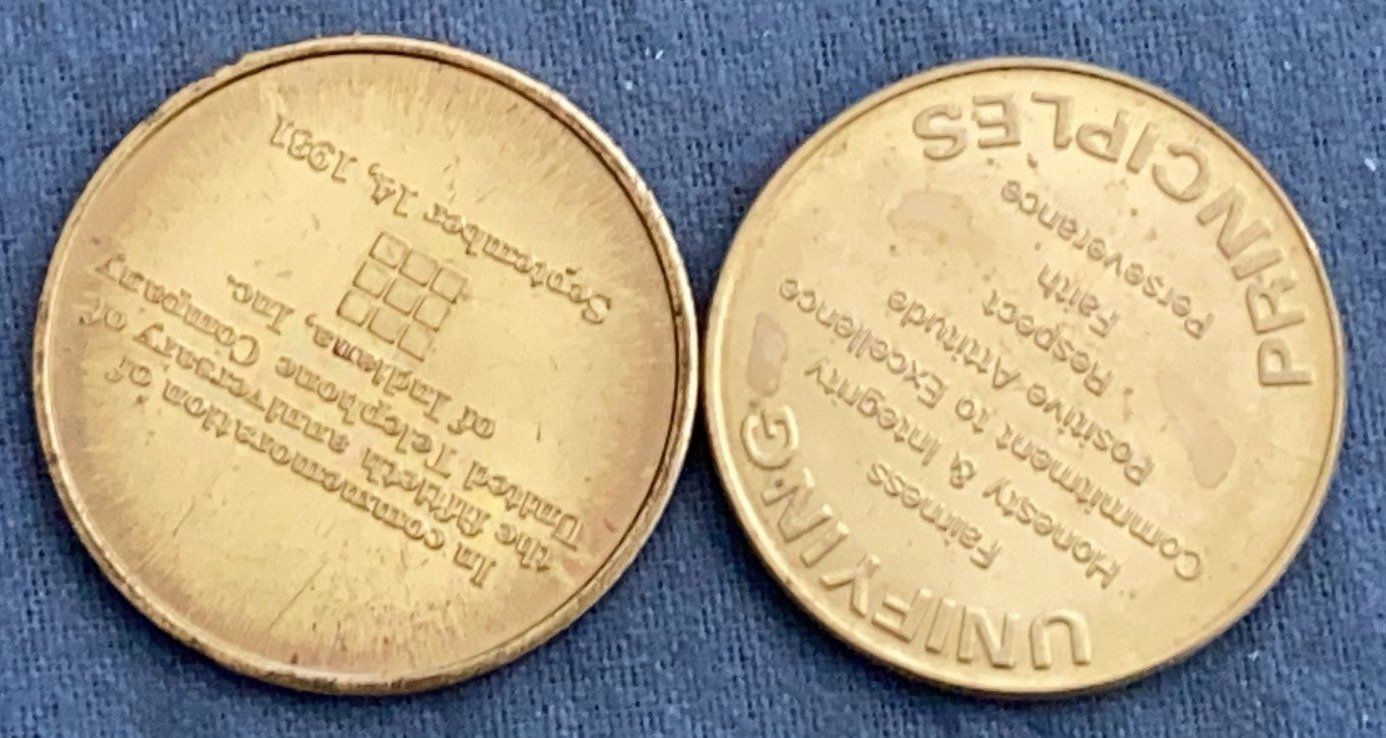 In commemoration of
the fiftieth anniversary of
United Telephone Company
of Indiana, Inc.
September 14, 1981
UNIFYING
PRINCIPLES
Fairness
Honesty & Integrity
Commitment to Excellence
Positive Attitude
Respect
Faith
Perseverance